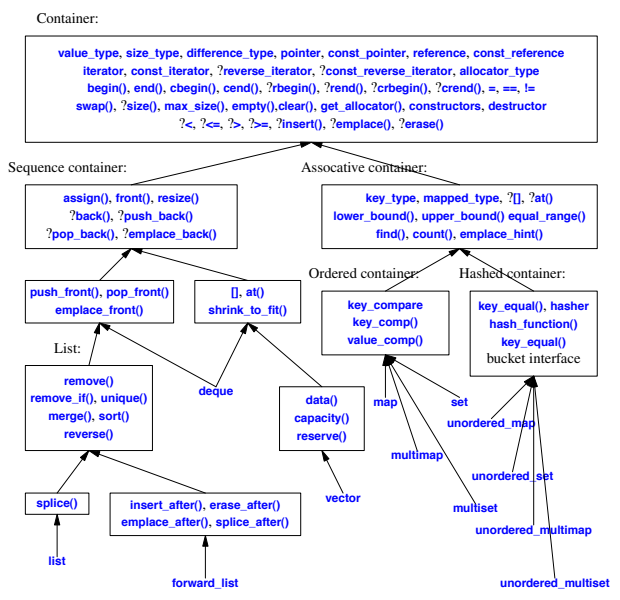 Container:
value_type, size_type, difference_type, pointer, const_pointer, reference, const_reference
iterator, const_iterator, ?reverse_iterator, ?const_reverse_iterator, allocator_type
begin(), end(), cbegin(), cend(), ?rbegin(), ?rend(), ?crbegin(), ?crend(), =, ==, !=
swap(), ?size(), max_size(), empty(),clear(), get_allocator(), constructors, destructor
?<, ?<=, ?>, ?>=, ?insert(), ?emplace(), ?erase()
Sequence container:
assign(), front(), resize()
?back(), ?push_back()
?pop_back(), ?emplace_back()
Assocative container:
key_type, mapped_type, ?[], ?at()
lower_bound(), upper_bound() equal_range()
find(), count(), emplace_hint()
push_front(), pop_front()
emplace_front()
[], at()
shrink_to_fit()
Ordered container:
key_compare
key_comp()
value_comp()
Hashed container:
key_equal(), hasher
hash_function()
key_equal()
bucket interface
List:
remove()
remove_if(), unique()
merge(), sort()
reverse()
deque
data()
capacity()
reserve()
map
set
unordered_map
multimap
unordered_set
splice()
insert_after(), erase_after()
emplace_after(), splice_after()
vector
multiset
unordered_multimap
list
forward_list
unordered_multiset